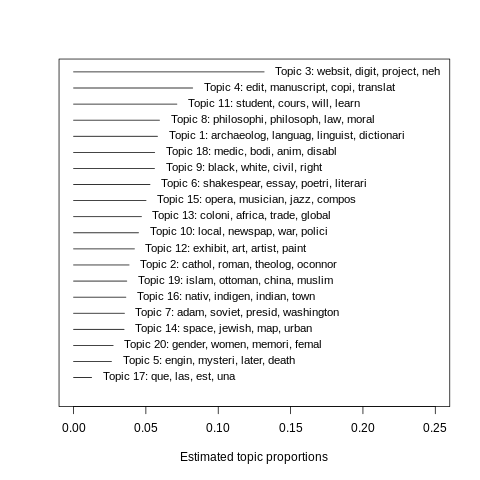 Topic 3: websit, digit, project, neh
Topic 4: edit, manuscript, copi, translat
Topic 11: student, cours, will, learn
Topic 8: philosophi, philosoph, law, moral
Topic 1: archaeolog, languag, linguist, dictionari
Topic 18: medic, bodi, anim, disabl
Topic 9: black, white, civil, right
Topic 6: shakespear, essay, poetri, literari
Topic 15: opera, musician, jazz, compos
Topic 13: coloni, africa, trade, global
Topic 10: local, newspap, war, polici
Topic 12: exhibit, art, artist, paint
Topic 2: cathol, roman, theolog, oconnor
Topic 19: islam, ottoman, china, muslim
Topic 16: nativ, indigen, indian, town
Topic 7: adam, soviet, presid, washington
Topic 14: space, jewish, map, urban
Topic 20: gender, women, memori, femal
Topic 5: engin, mysteri, later, death
Topic 17: que, las, est, una
0.00 0.05 0.10 0.15 0.20 0.25
Estimated topic proportions